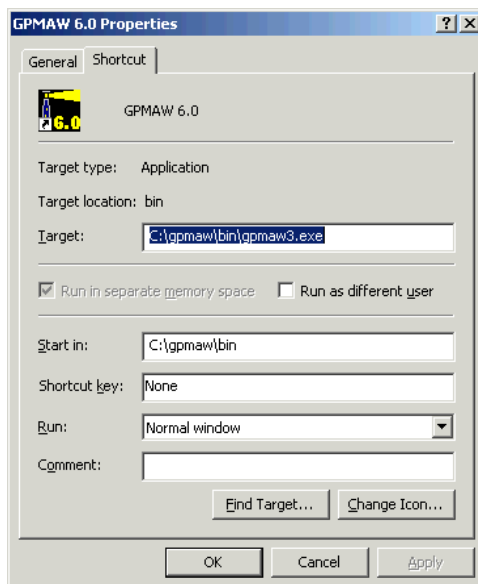 GPMAW 6.0 Properties
General Shortcut
6.0 GPMAW 6.0
Target type: Application
Target location: bin
Target: C:\gpmaw\bin\gpmaw3.exe
Run in separate memory space Run as different user
Start in: C:\gpmaw\bin
Shortcut key: None
Run: Normal window
Comment:
Find Target... Change Icon...
OK Cancel Apply